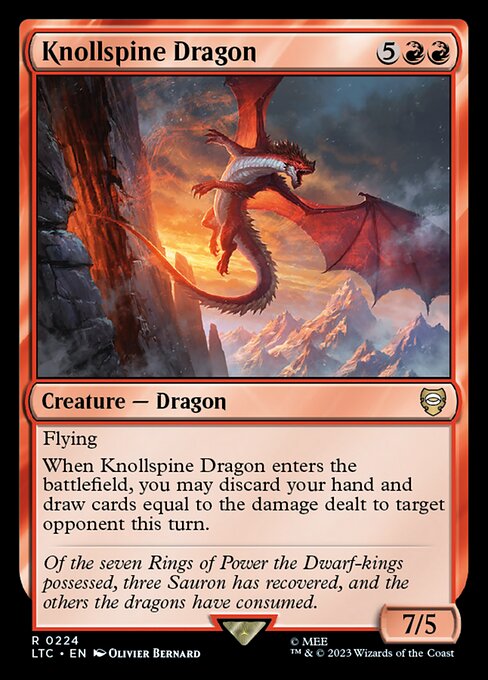 Knollspine Dragon 5
Creature — Dragon
Flying
When Knollspine Dragon enters the
battlefield, you may discard your hand and
draw cards equal to the damage dealt to target
opponent this turn.
Of the seven Rings of Power the Dwarf-kings
possessed, three Sauron has recovered, and the
others the dragons have consumed.
7/5
R 0224
LTC • EN Olivier Bernard
© MEE
™ & © 2023 Wizards of the Coast